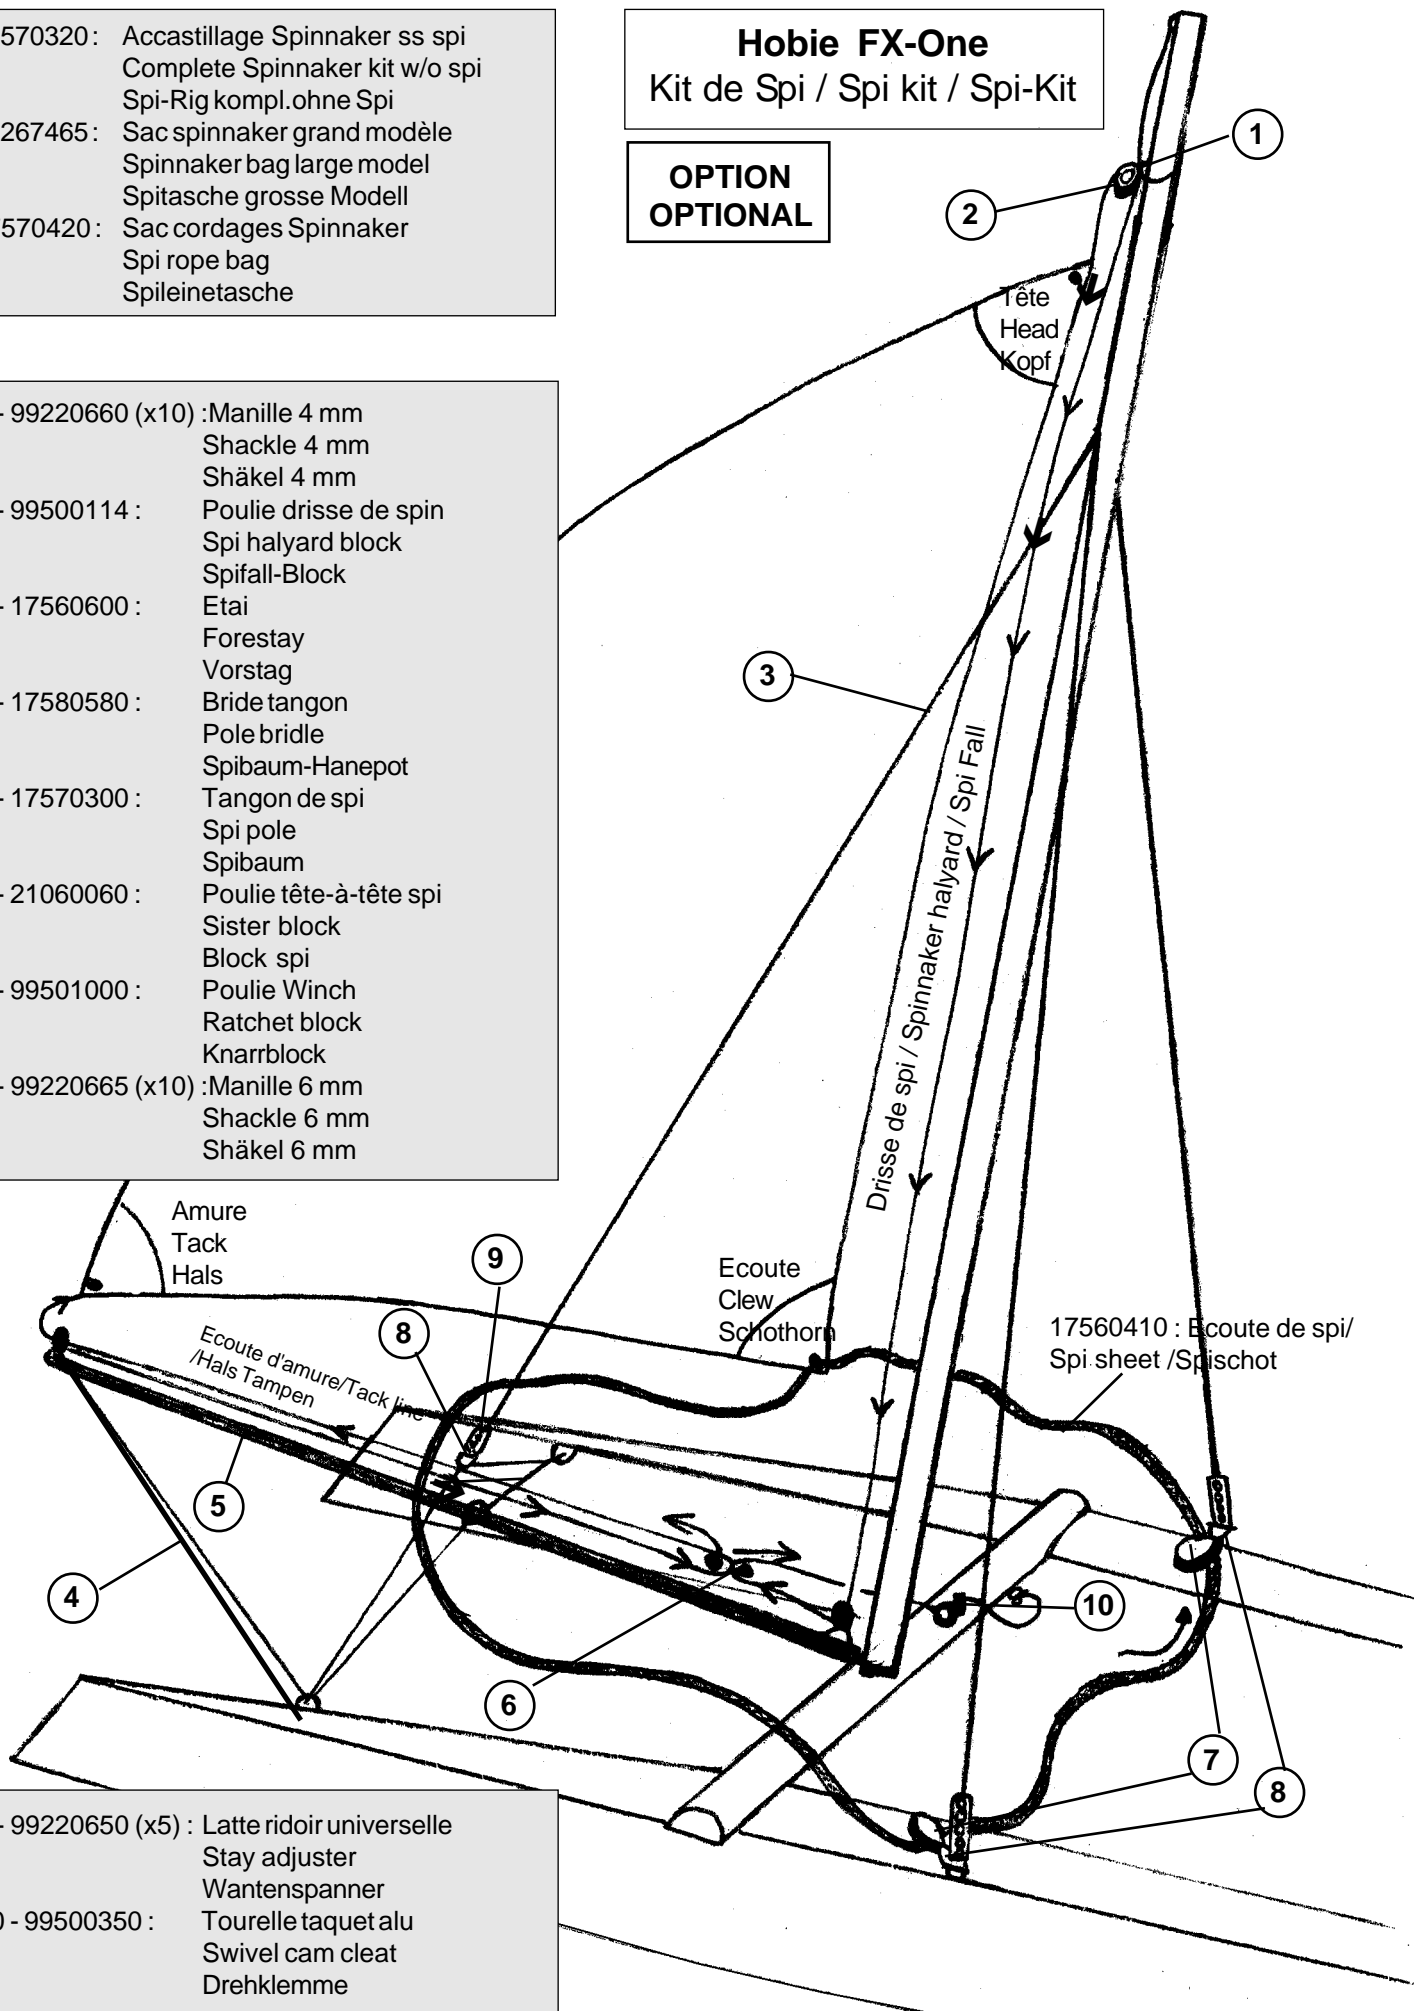 570320 : Accastillage Spinnaker ss spi
Complete Spinnaker kit w/o spi
Spi-Rig kompl.ohne Spi
267465 : Sac spinnaker grand modèle
Spinnaker bag large model
Spitasche grosse Modell
570420 : Sac cordages Spinnaker
Spi rope bag
Spileinetasche
Hobie FX-One
Kit de Spi / Spi kit / Spi-Kit
OPTION
OPTIONAL
1
2
Tête
Head
Kopf
- 99220660 (x10) : Manille 4 mm
Shackle 4 mm
Shäkel 4 mm
- 99500114 : Poulie drisse de spin
Spi halyard block
Spifall-Block
- 17560600 : Etai
Forestay
Vorstag
- 17580580 : Bride tangon
Pole bridle
Spibaum-Hanepot
- 17570300 : Tangon de spi
Spi pole
Spibaum
- 21060060 : Poulie tête-à-tête spi
Sister block
Block spi
- 99501000 : Poulie Winch
Ratchet block
Knarrblock
- 99220665 (x10) : Manille 6 mm
Shackle 6 mm
Shäkel 6 mm
3
Drisse de spi / Spinnaker halyard / Spi Fall
Amure
Tack
Hals
9
8
Ecoute
Clew
Schothorn
17560410 : Ecoute de spi/
Spi sheet /Spischot
Ecoute d'amure/Tack line
/Hals Tampen
5
4
10
6
7
8
- 99220650 (x5) : Latte ridoir universelle
Stay adjuster
Wantenspanner
0 - 99500350 : Tourelle taquet alu
Swivel cam cleat
Drehklemme